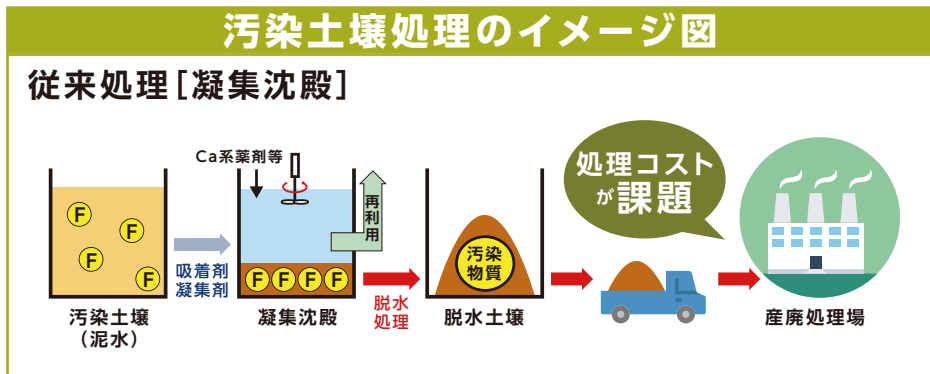 汚染土壌処理のイメージ図
従来処理[凝集沈殿]
Ca系薬剤等
処理コスト
が課題
再利用
F
F
F
F
吸着剤
凝集剤
F F F F
汚染
物質
脱水
処理
汚染土壌
(泥水)
凝集沈殿
脱水土壌
産廃処理場